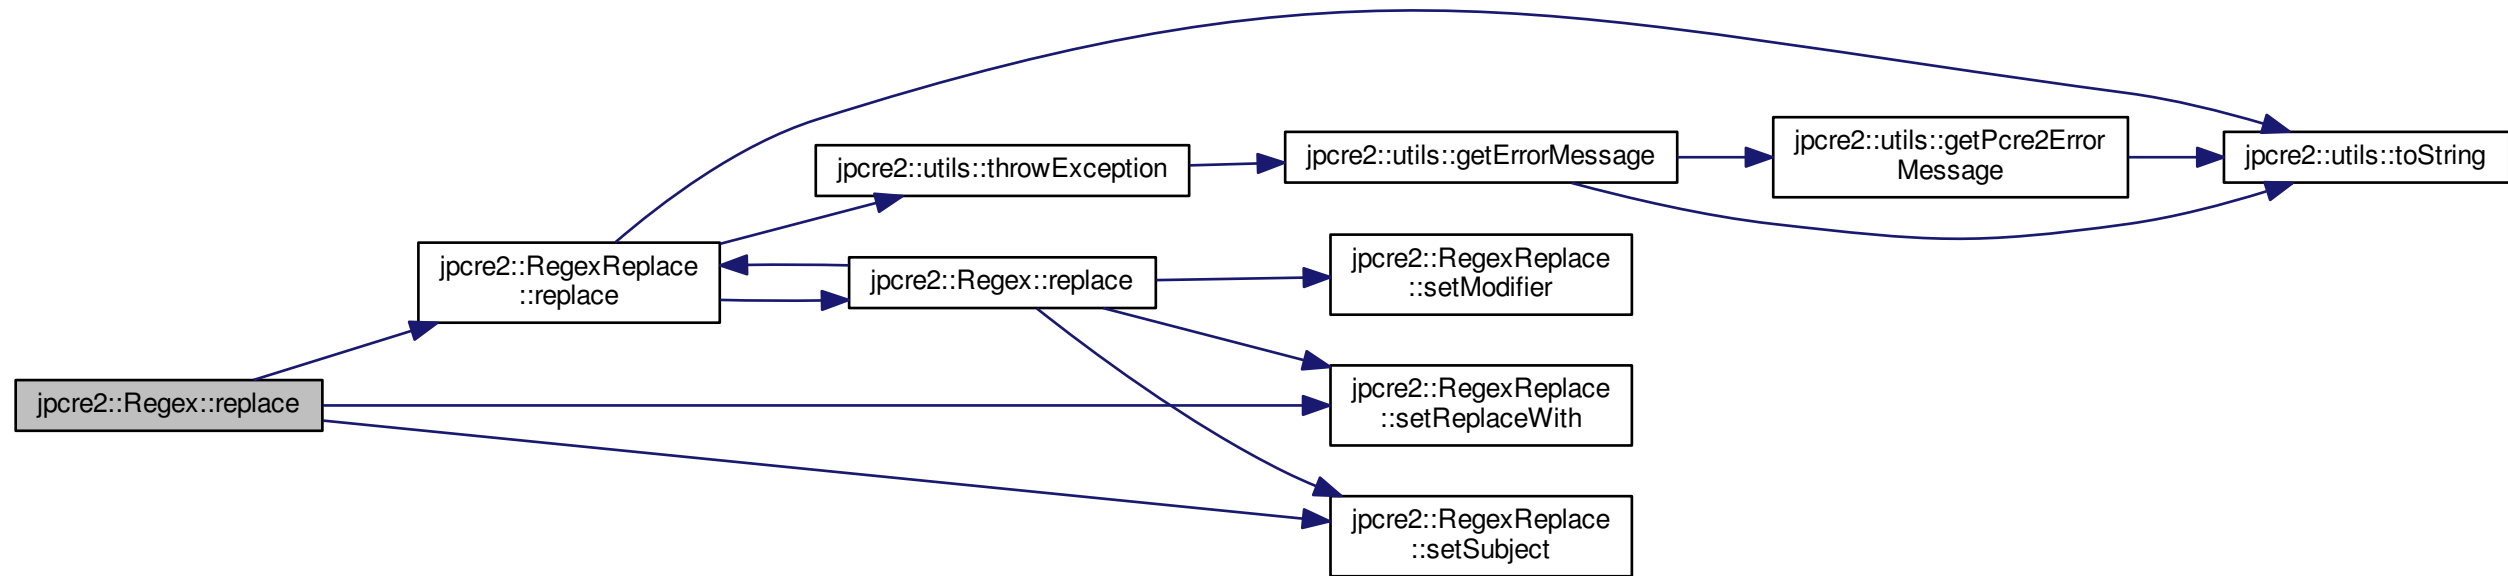 jpcre2::Regex::replace
jpcre2::RegexReplace
::replace
jpcre2::utils::throwException
jpcre2::Regex::replace
jpcre2::utils::getErrorMessage
jpcre2::RegexReplace
::setModifier
jpcre2::RegexReplace
::setReplaceWith
jpcre2::RegexReplace
::setSubject
jpcre2::utils::getPcre2Error
Message
jpcre2::utils::toString